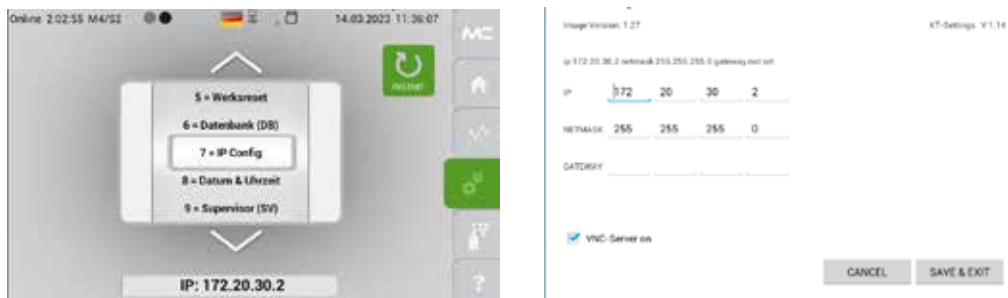 Online 2:02:55 M4/S2
14.03.2023 11:36:07
MC
5 = Werksreset
6 = Datenbank (DB)
7 = IP Config
8 = Datum & Uhrzeit
9 = Supervisor (SV)
IP: 172.20.30.2
?
Image Version: 1.27
KT-Settings V1.14
ip 172.20.30.2 netmask 255.255.255.0 gateway not set
IP 172 20 30 2
NETMASK 255 255 255 0
GATEWAY
VNC-Server on
CANCEL SAVE & EXIT